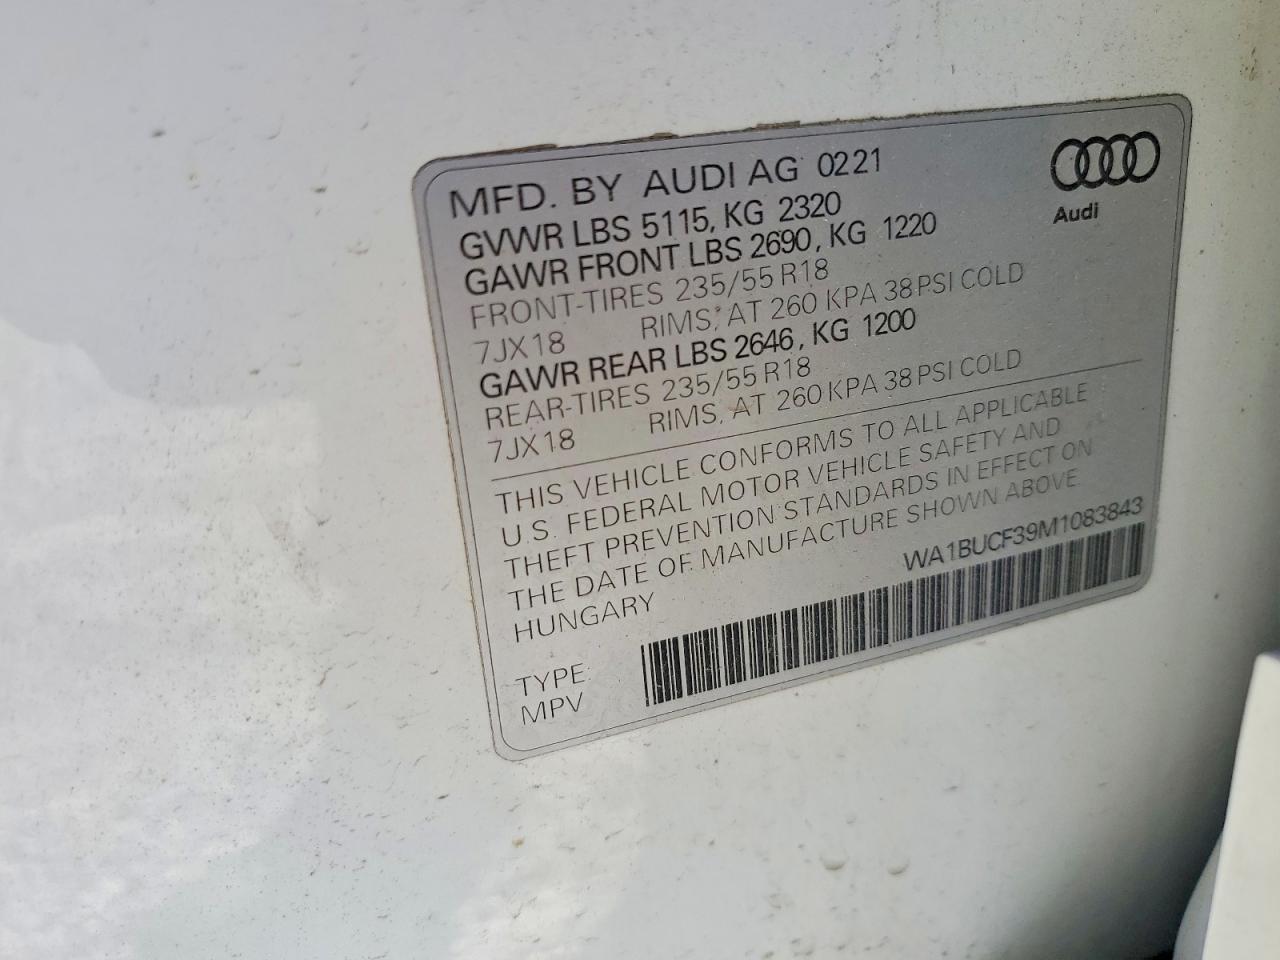 MFD. BY AUDI AG 0221
GVWR LBS 5115, KG 2320
GAWR FRONT LBS 2690, KG 1220
FRONT-TIRES 235/55 R18
7JX18 RIMS, AT 260 KPA 38 PSI COLD
GAWR REAR LBS 2646, KG 1200
REAR-TIRES 235/55 R18
7JX18 RIMS, AT 260 KPA 38 PSI COLD
THIS VEHICLE CONFORMS TO ALL APPLICABLE
U.S. FEDERAL MOTOR VEHICLE SAFETY AND
THEFT PREVENTION STANDARDS IN EFFECT ON
THE DATE OF MANUFACTURE SHOWN ABOVE.
HUNGARY
WA1BUCF39M1083843
TYPE:
MPV
Audi